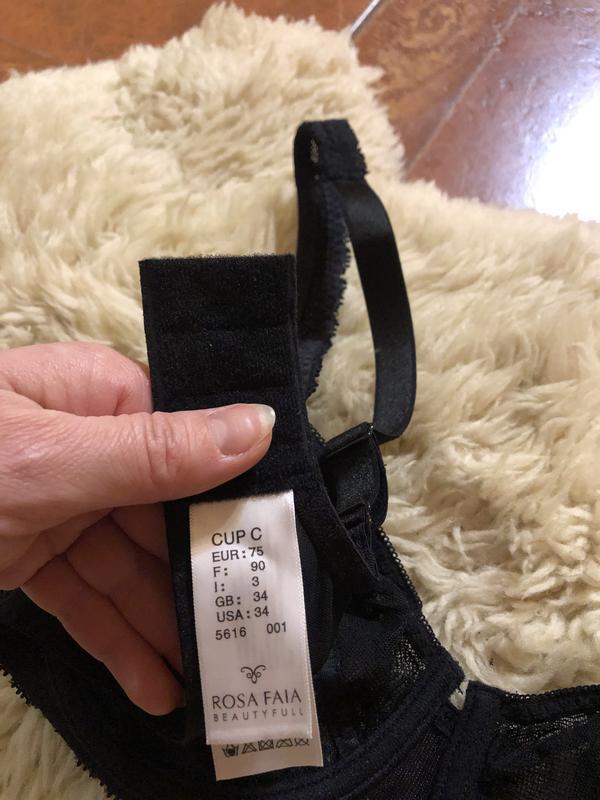 CUP C
EUR: 75
F: 90
I: 3
GB: 34
USA: 34
5616 001
ROSA FAIA
BEAUTYFULL